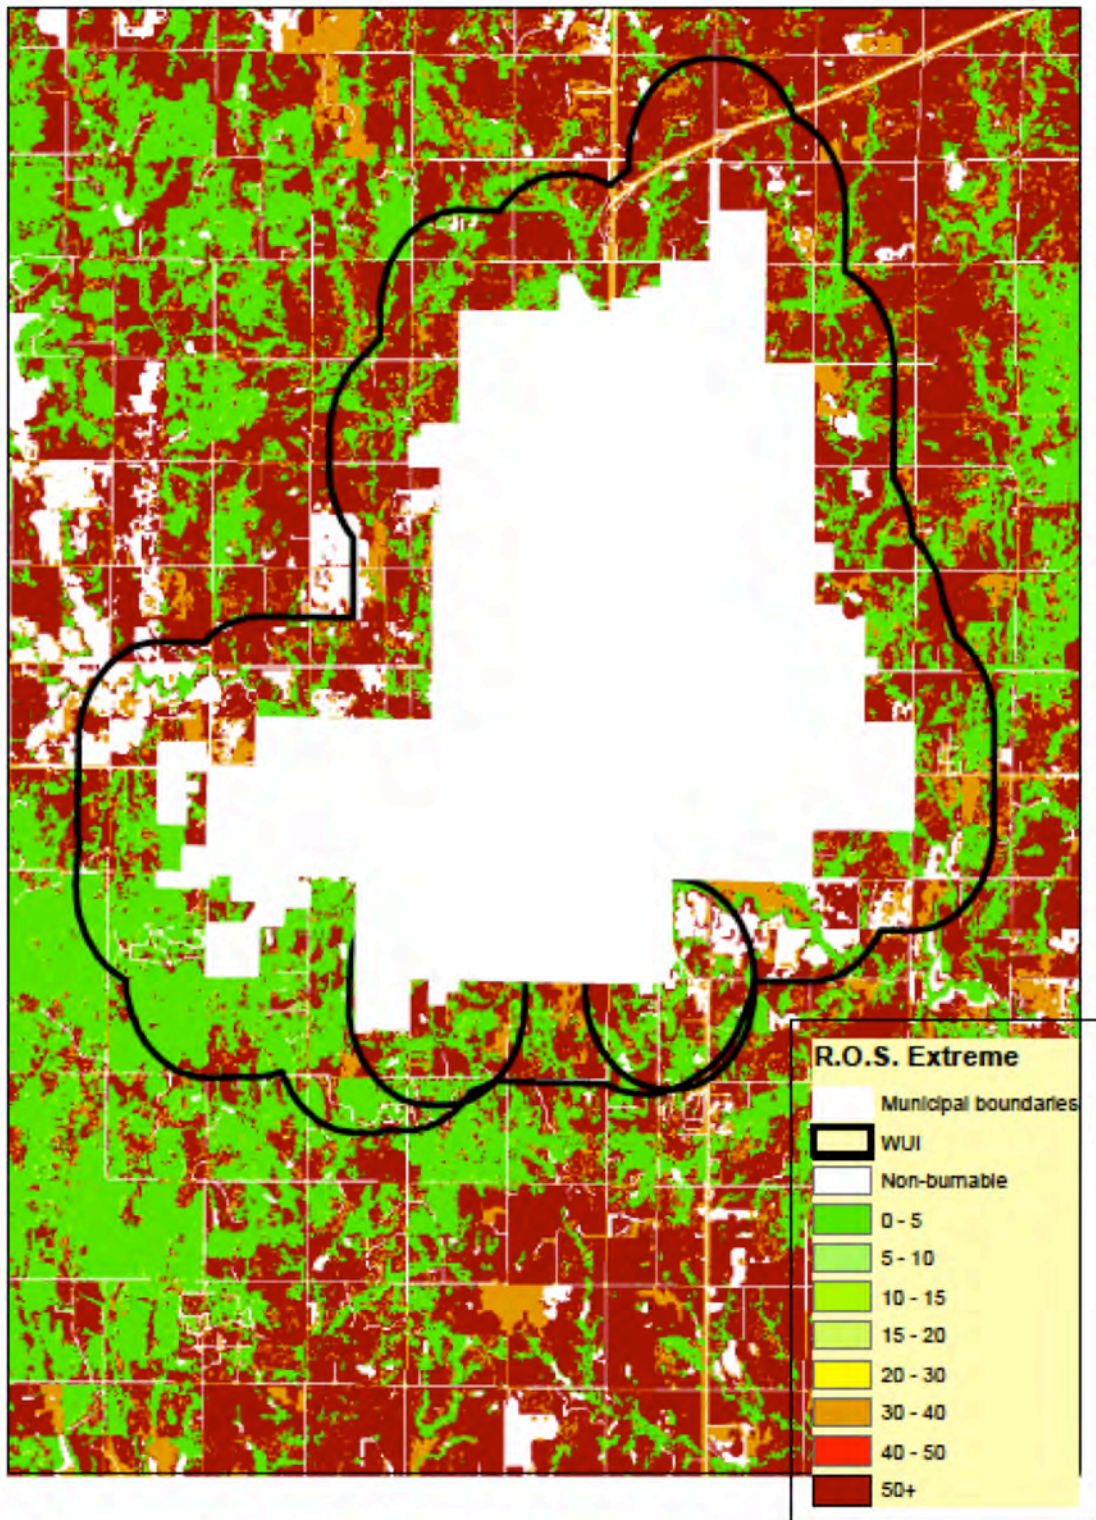 R.O.S. Extreme
Municipal boundaries
WUI
Non-burnable
0 - 5
5 - 10
10 - 15
15 - 20
20 - 30
30 - 40
40 - 50
50+